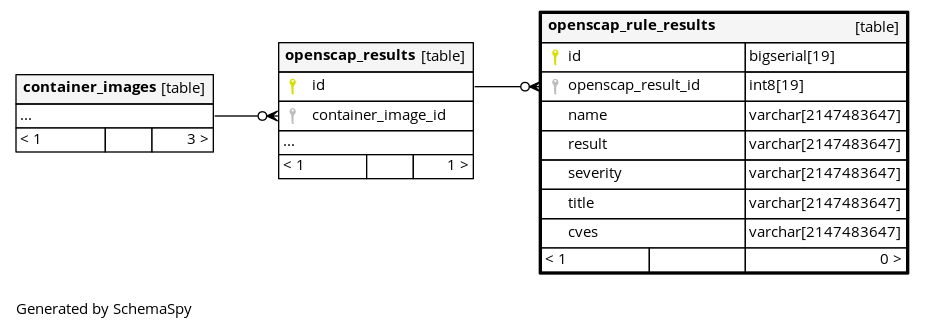 container_images [table]
...
< 1 3 >
openscap_results [table]
id
container_image_id
...
< 1 1 >
openscap_rule_results [table]
id bigserial[19]
openscap_result_id int8[19]
name varchar[2147483647]
result varchar[2147483647]
severity varchar[2147483647]
title varchar[2147483647]
cves varchar[2147483647]
< 1 0 >
Generated by SchemaSpy